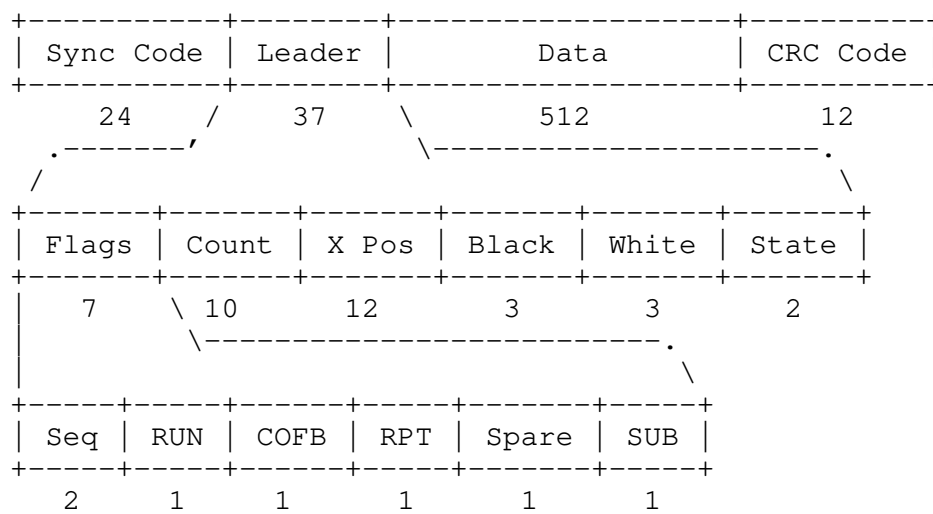 Sync Code Leader Data CRC Code
24 37 512 12
Flags Count X Pos Black White State
7 10 12 3 3 2
Seq RUN COFB RPT Spare SUB
2 1 1 1 1 1